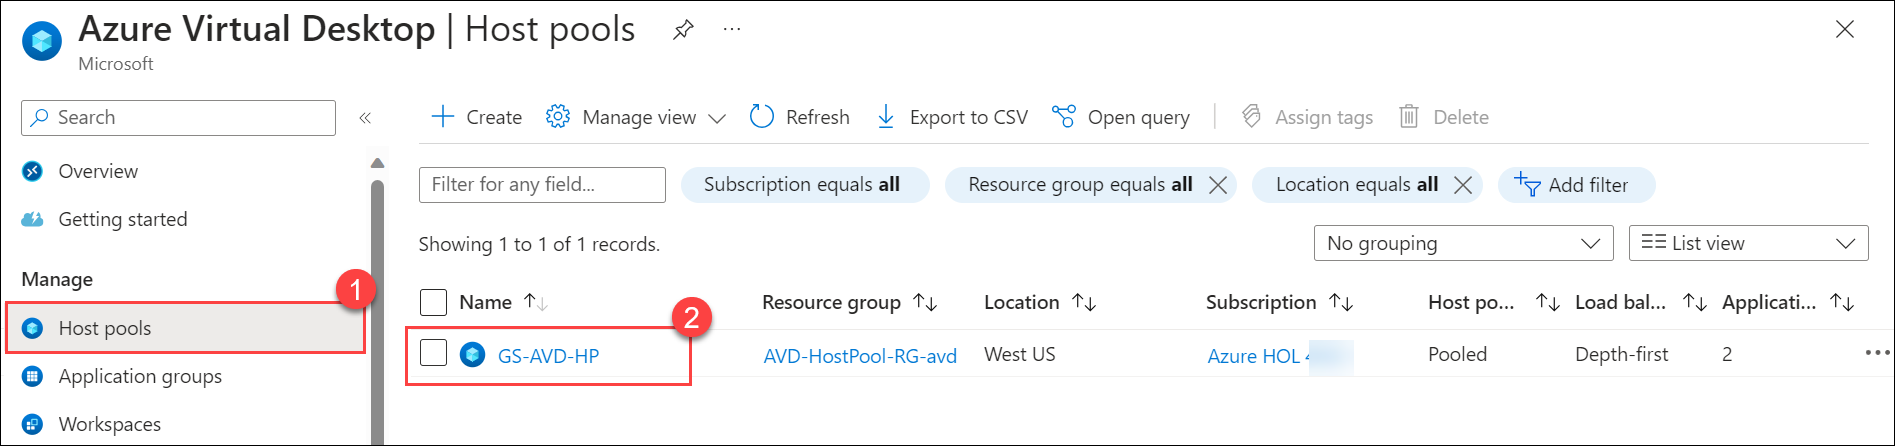 Azure Virtual Desktop | Host pools
Microsoft
Search
Overview
Getting started
Manage
1
Host pools
Application groups
Workspaces
Create Manage view Refresh Export to CSV Open query Assign tags Delete
Filter for any field... Subscription equals all Resource group equals all Location equals all Add filter
Showing 1 to 1 of 1 records. No grouping List view
Name Resource group Location Subscription Host po... Load bal... Applicati...
2
GS-AVD-HP AVD-HostPool-RG-avd West US Azure HOL Pooled Depth-first 2